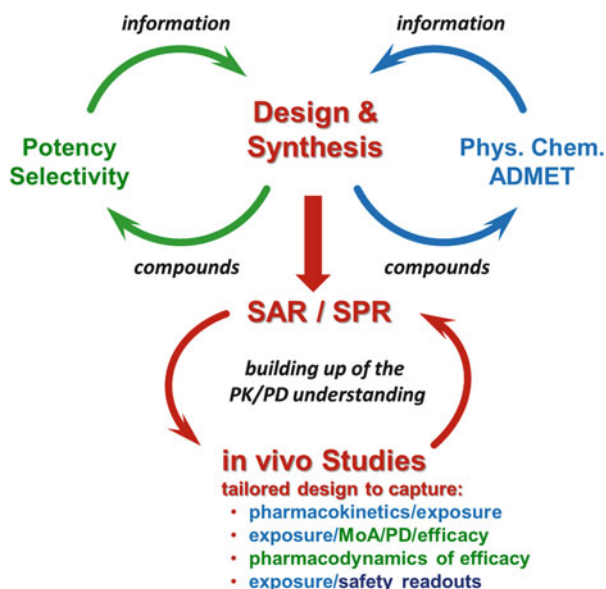 information
information
Design &
Synthesis
Potency
Selectivity
Phys. Chem.
ADMET
compounds
compounds
SAR / SPR
building up of the
PK/PD understanding
in vivo Studies
tailored design to capture:
• pharmacokinetics/exposure
• exposure/MoA/PD/efficacy
• pharmacodynamics of efficacy
• exposure/safety readouts